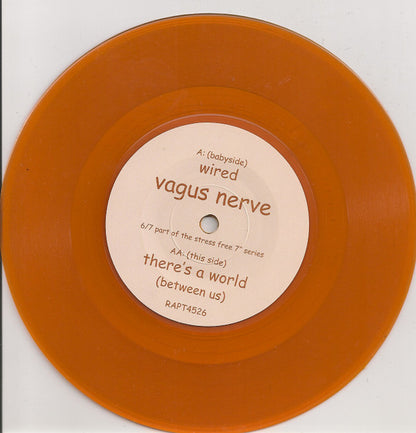 A: (babyside)
wired
vagus nerve
6/7 part of the stress free 7" series
AA: (this side)
there's a world
(between us)
RAPT4526